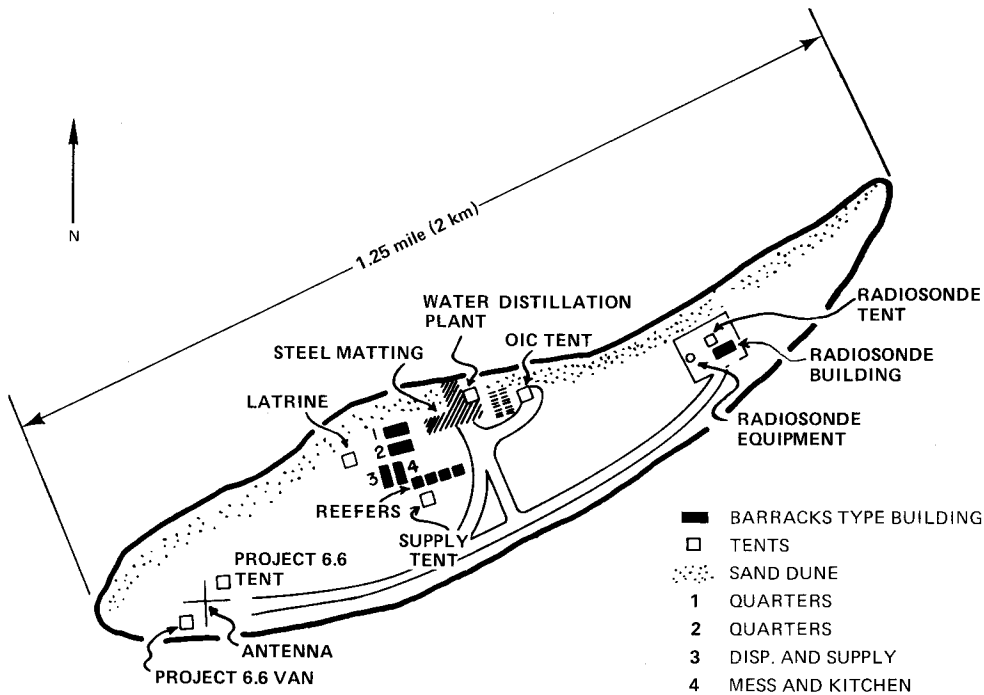 N
1.25 mile (2 km)
WATER DISTILLATION
PLANT
OIC TENT
STEEL MATTING
LATRINE
RADIOSONDE
TENT
RADIOSONDE
BUILDING
RADIOSONDE
EQUIPMENT
1
2
3
4
REEFERS
SUPPLY
TENT
PROJECT 6.6
TENT
ANTENNA
PROJECT 6.6 VAN
BARRACKS TYPE BUILDING
TENTS
SAND DUNE
1 QUARTERS
2 QUARTERS
3 DISP. AND SUPPLY
4 MESS AND KITCHEN